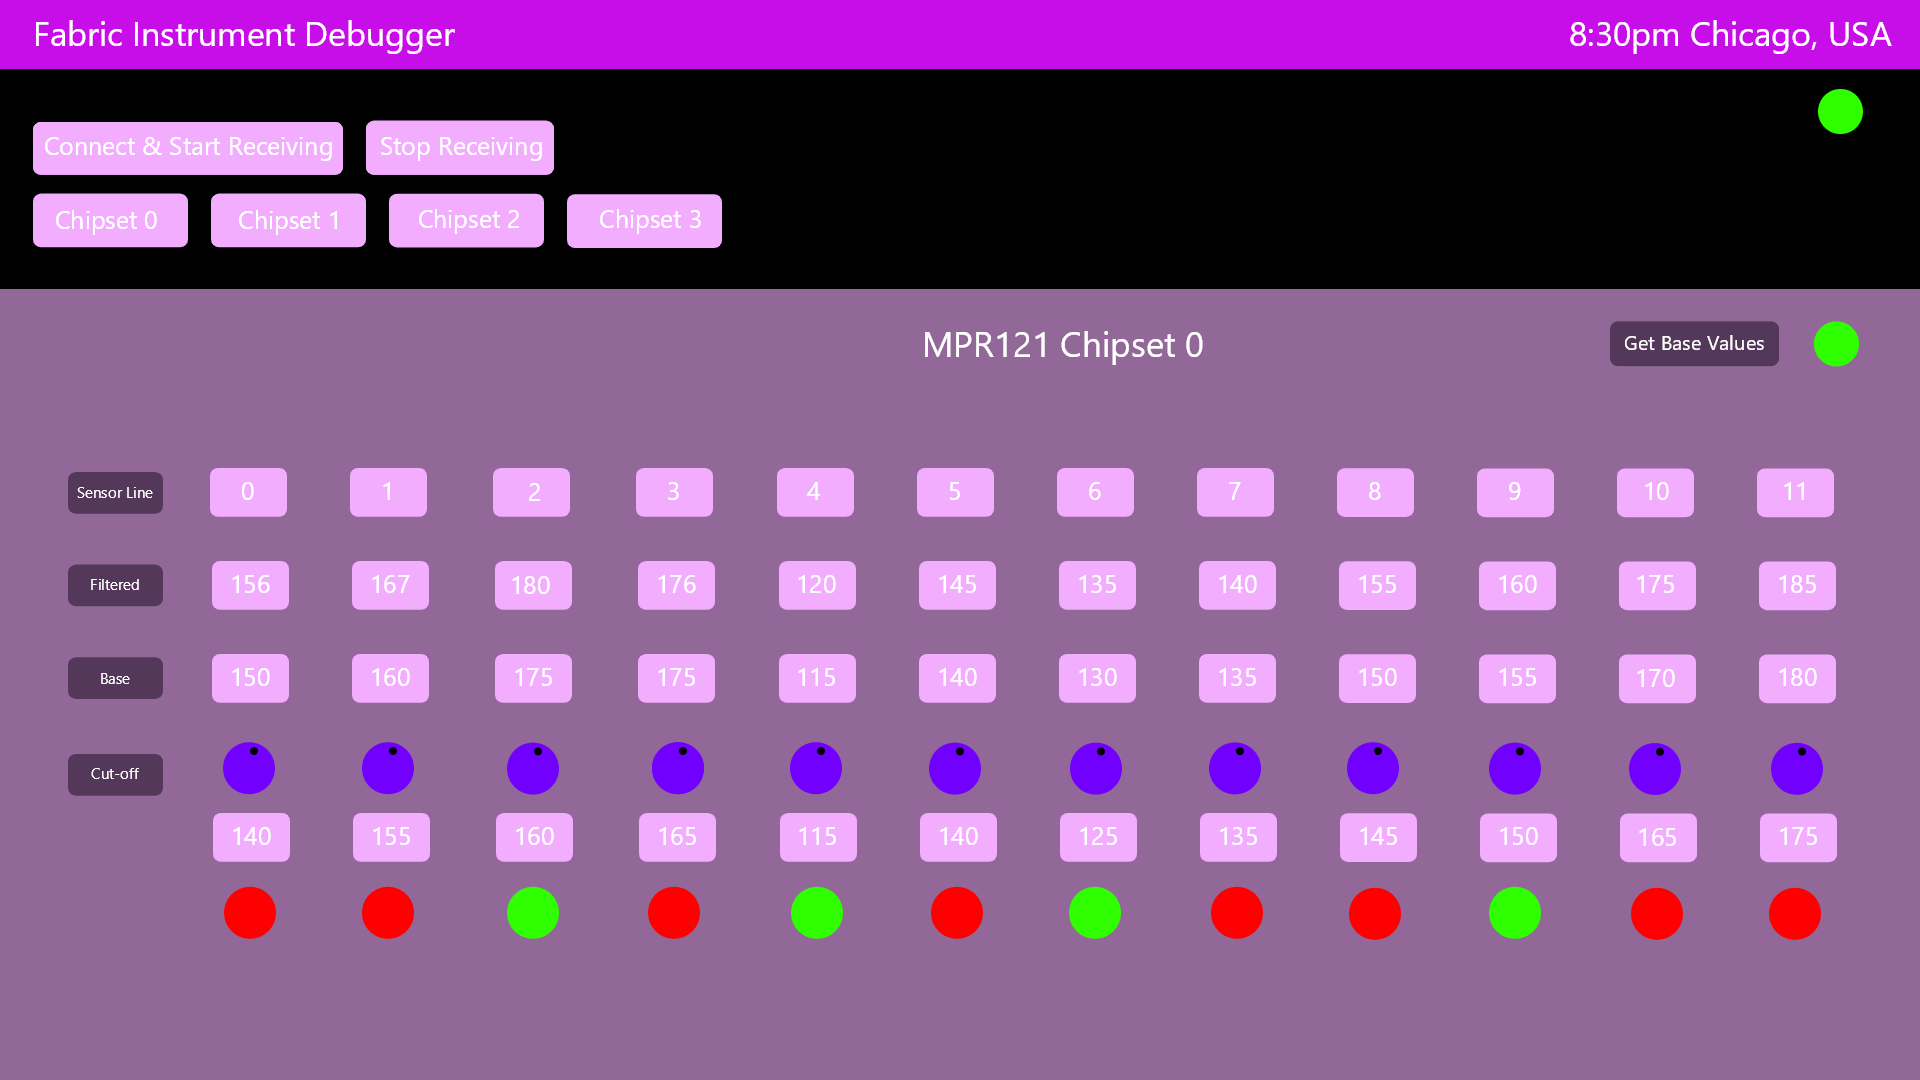 Fabric Instrument Debugger 8:30pm Chicago, USA
Connect & Start Receiving Stop Receiving
Chipset 0 Chipset 1 Chipset 2 Chipset 3
MPR121 Chipset 0 Get Base Values
Sensor Line 0 1 2 3 4 5 6 7 8 9 10 11
Filtered 156 167 180 176 120 145 135 140 155 160 175 185
Base 150 160 175 175 115 140 130 135 150 155 170 180
Cut-off
140 155 160 165 115 140 125 135 145 150 165 175